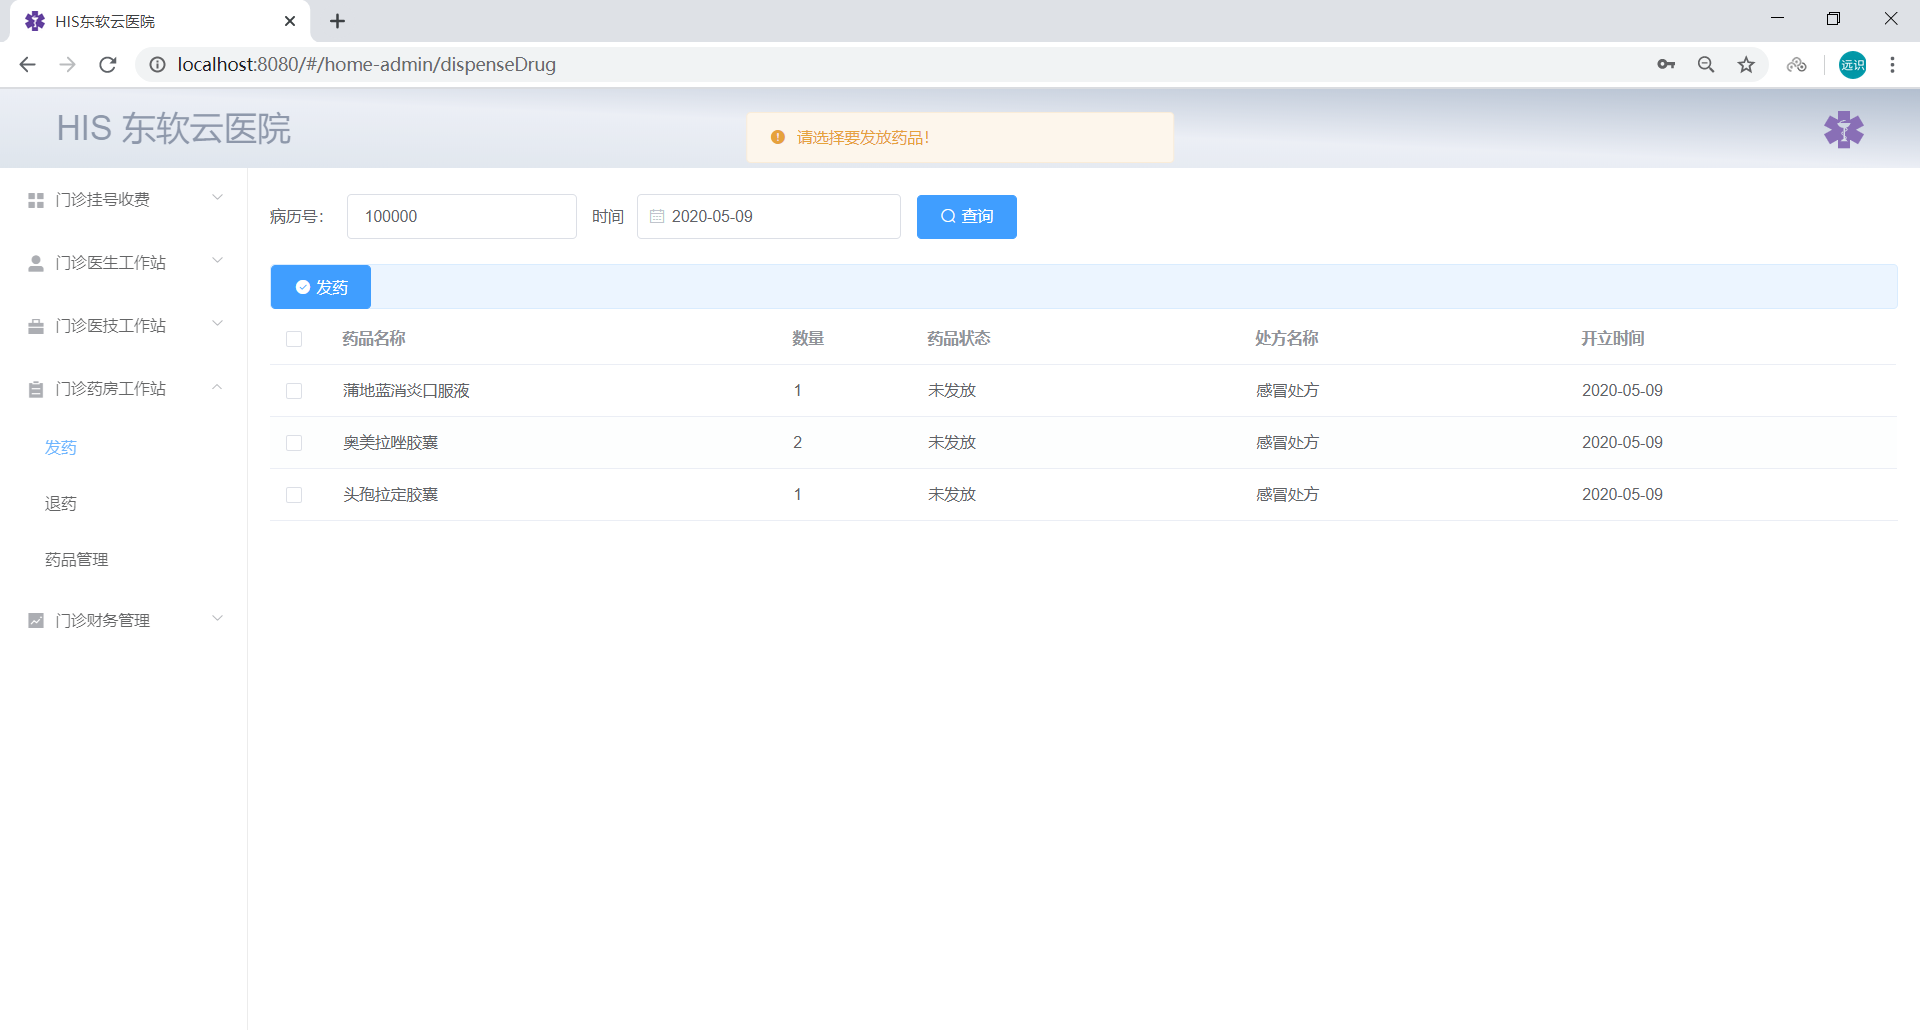 HIS东软云医院
localhost:8080/#/home-admin/dispenseDrug
远识
HIS 东软云医院
请选择要发放药品!
门诊挂号收费
门诊医生工作站
门诊医技工作站
门诊药房工作站
发药
退药
药品管理
门诊财务管理
病历号： 100000 时间 2020-05-09 查询
发药
药品名称 数量 药品状态 处方名称 开立时间
蒲地蓝消炎口服液 1 未发放 感冒处方 2020-05-09
奥美拉唑胶囊 2 未发放 感冒处方 2020-05-09
头孢拉定胶囊 1 未发放 感冒处方 2020-05-09